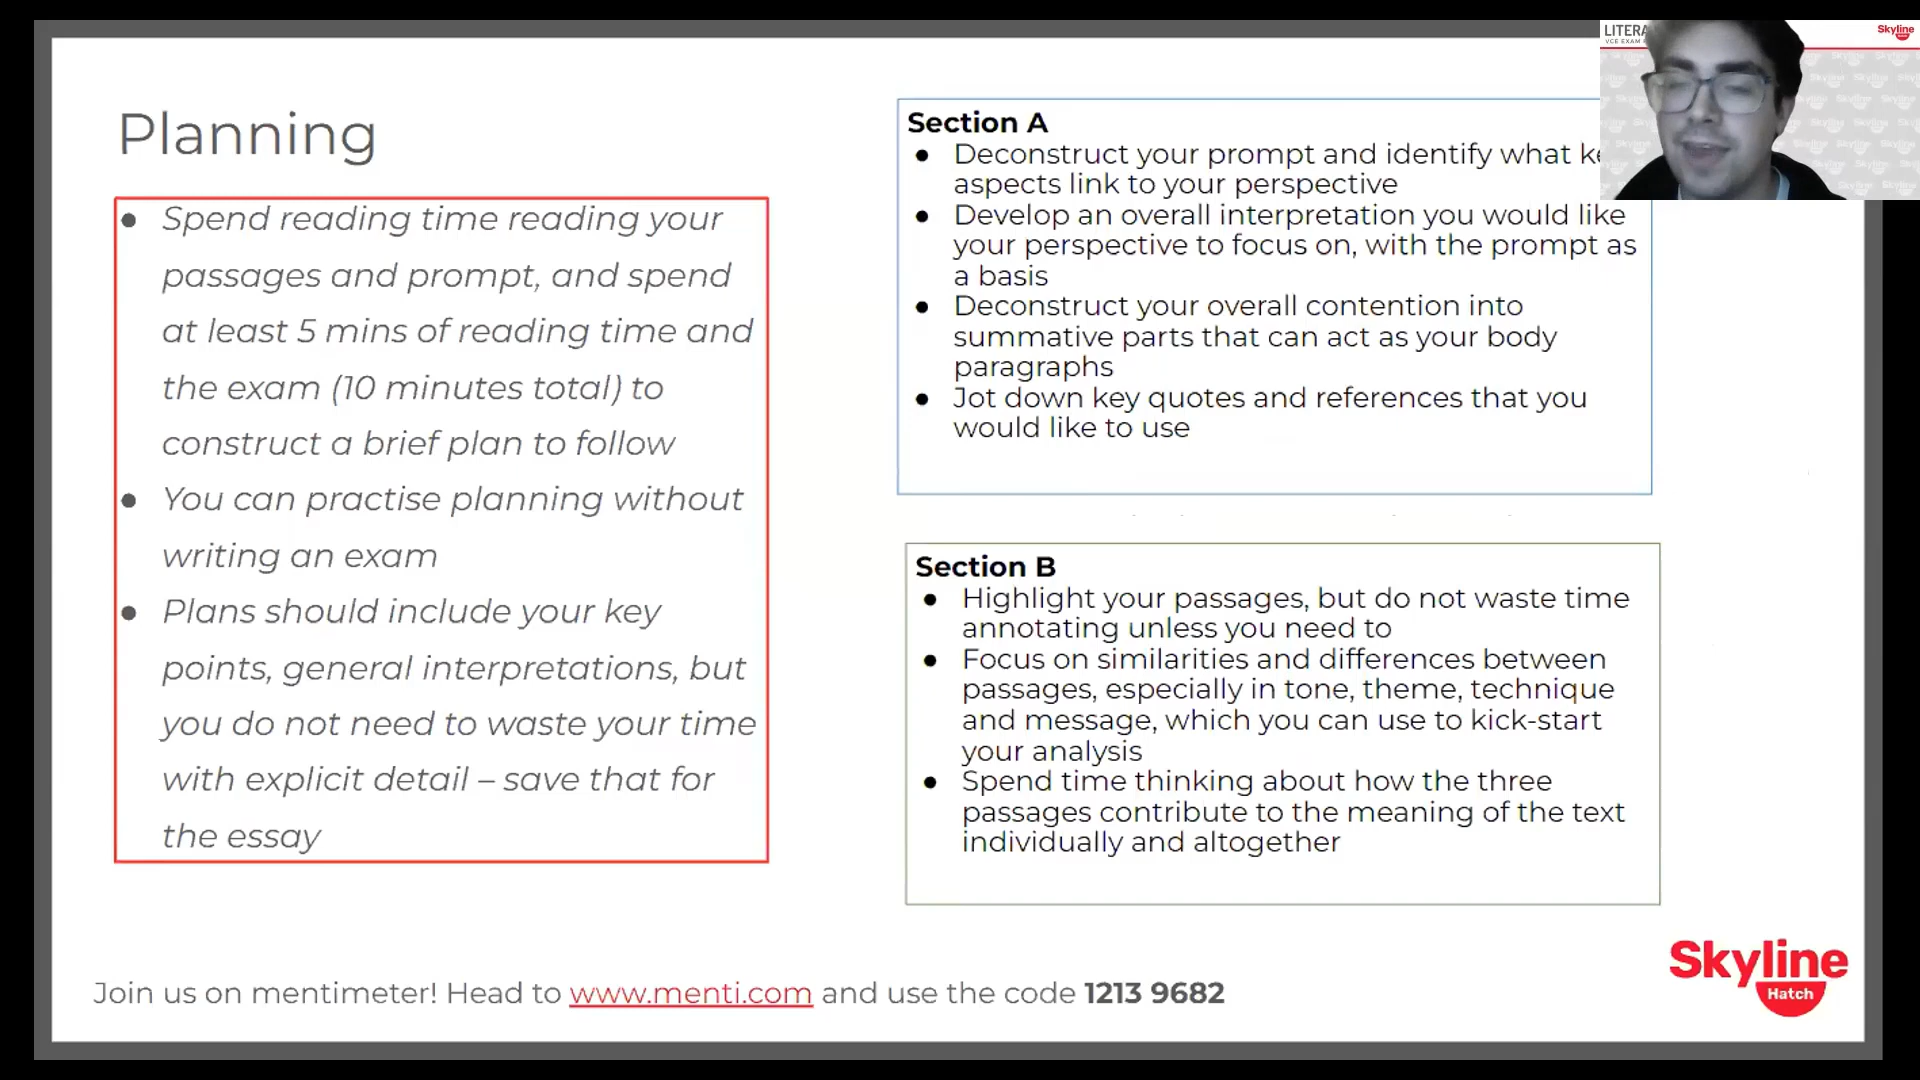 Planning
● Spend reading time reading your
passages and prompt, and spend
at least 5 mins of reading time and
the exam (10 minutes total) to
construct a brief plan to follow
● You can practise planning without
writing an exam
● Plans should include your key
points, general interpretations, but
you do not need to waste your time
with explicit detail – save that for
the essay
Section A
● Deconstruct your prompt and identify what
aspects link to your perspective
● Develop an overall interpretation you would like
your perspective to focus on, with the prompt as
a basis
● Deconstruct your overall contention into
summative parts that can act as your body
paragraphs
● Jot down key quotes and references that you
would like to use
Section B
● Highlight your passages, but do not waste time
annotating unless you need to
● Focus on similarities and differences between
passages, especially in tone, theme, technique
and message, which you can use to kick-start
your analysis
● Spend time thinking about how the three
passages contribute to the meaning of the text
individually and altogether
Join us on mentimeter! Head to www.menti.com and use the code 1213 9682
Skyline
Hatch
VCE EXAM
Skyline